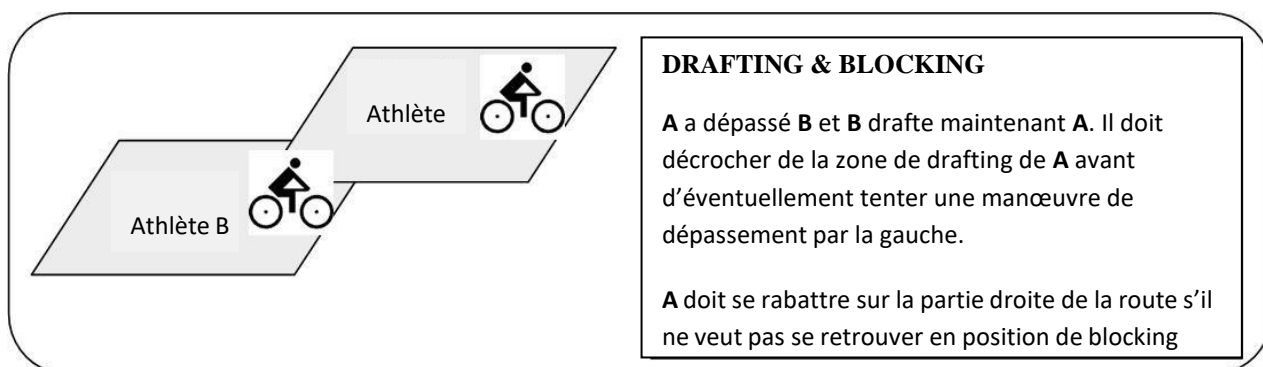 Athlète
Athlète B
DRAFTING & BLOCKING
A a dépassé B et B drafte maintenant A. Il doit
décrocher de la zone de drafting de A avant
d’éventuellement tenter une manœuvre de
dépassement par la gauche.
A doit se rabattre sur la partie droite de la route s’il
ne veut pas se retrouver en position de blocking